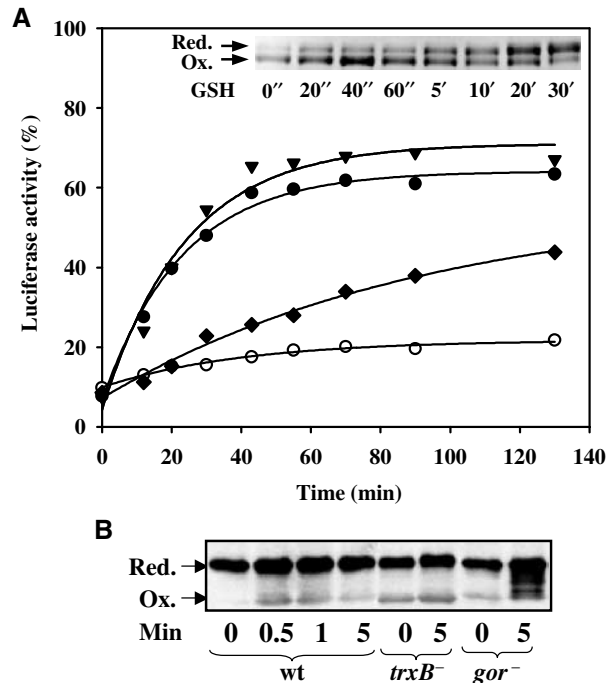 A
100
80
60
40
20
0
Luciferase activity (%)
Red.
Ox.
GSH 0″ 20″ 40″ 60″ 5′ 10′ 20′ 30′
0 20 40 60 80 100 120 140
Time (min)
B
Red.
Ox.
Min 0 0.5 1 5 0 5 0 5
wt trxB⁻ gor⁻